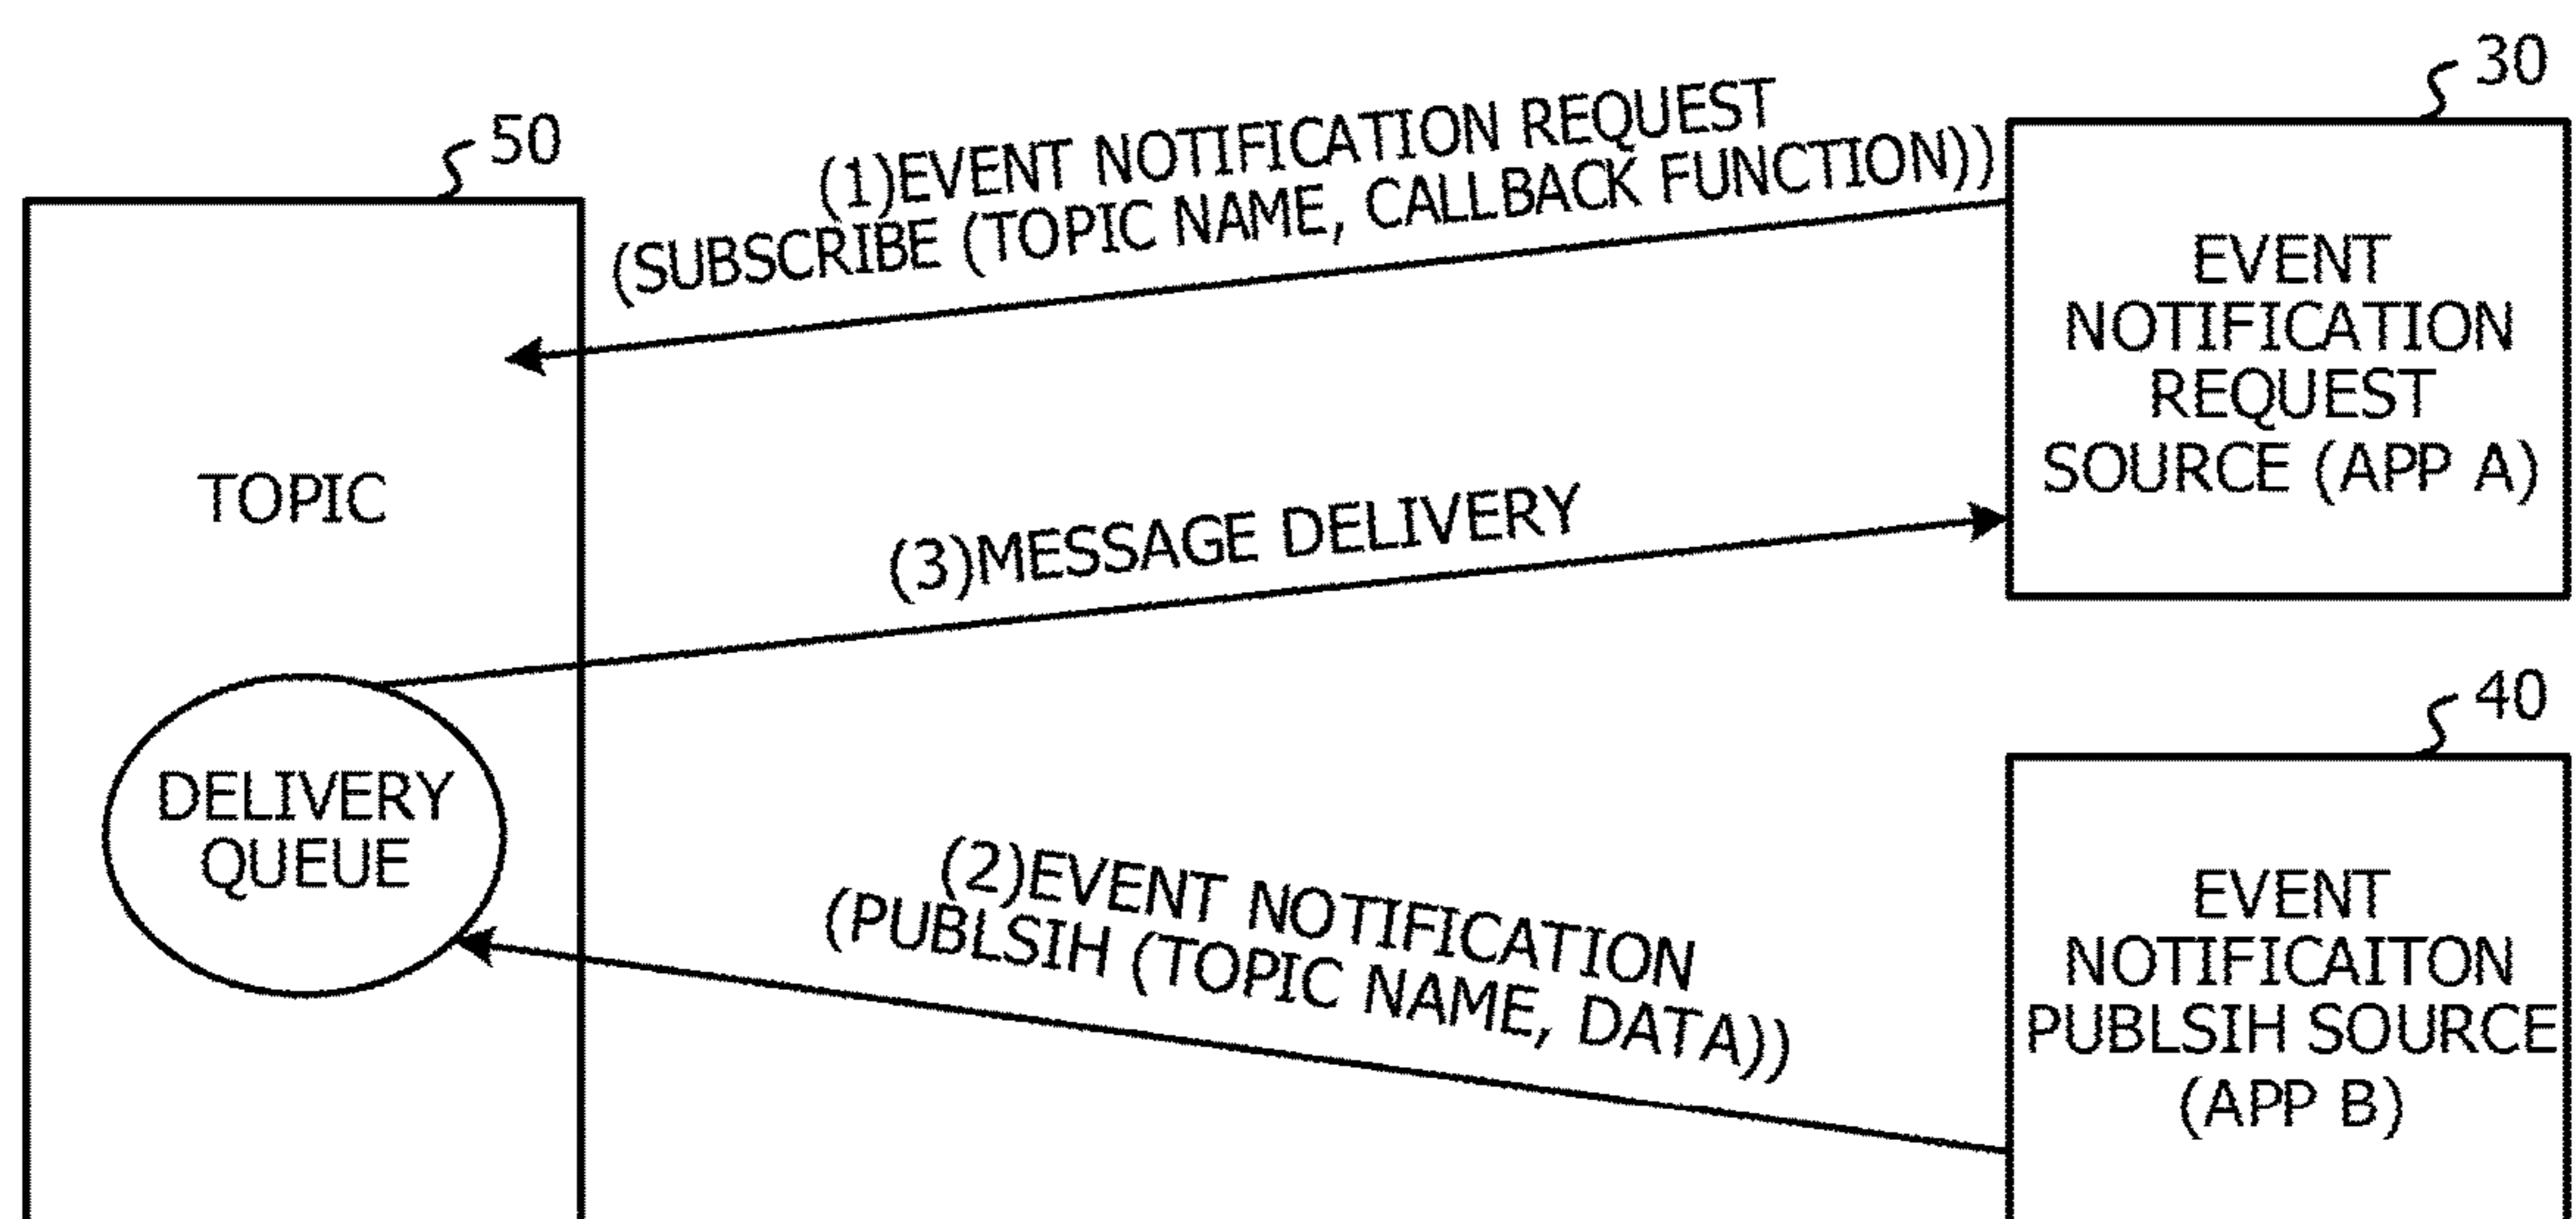 50
TOPIC
DELIVERY
QUEUE
(1)EVENT NOTIFICATION REQUEST
(SUBSCRIBE (TOPIC NAME, CALLBACK FUNCTION))
(3)MESSAGE DELIVERY
(2)EVENT NOTIFICATION
(PUBLSIH (TOPIC NAME, DATA))
30
EVENT
NOTIFICATION
REQUEST
SOURCE (APP A)
40
EVENT
NOTIFICAITON
PUBLSIH SOURCE
(APP B)